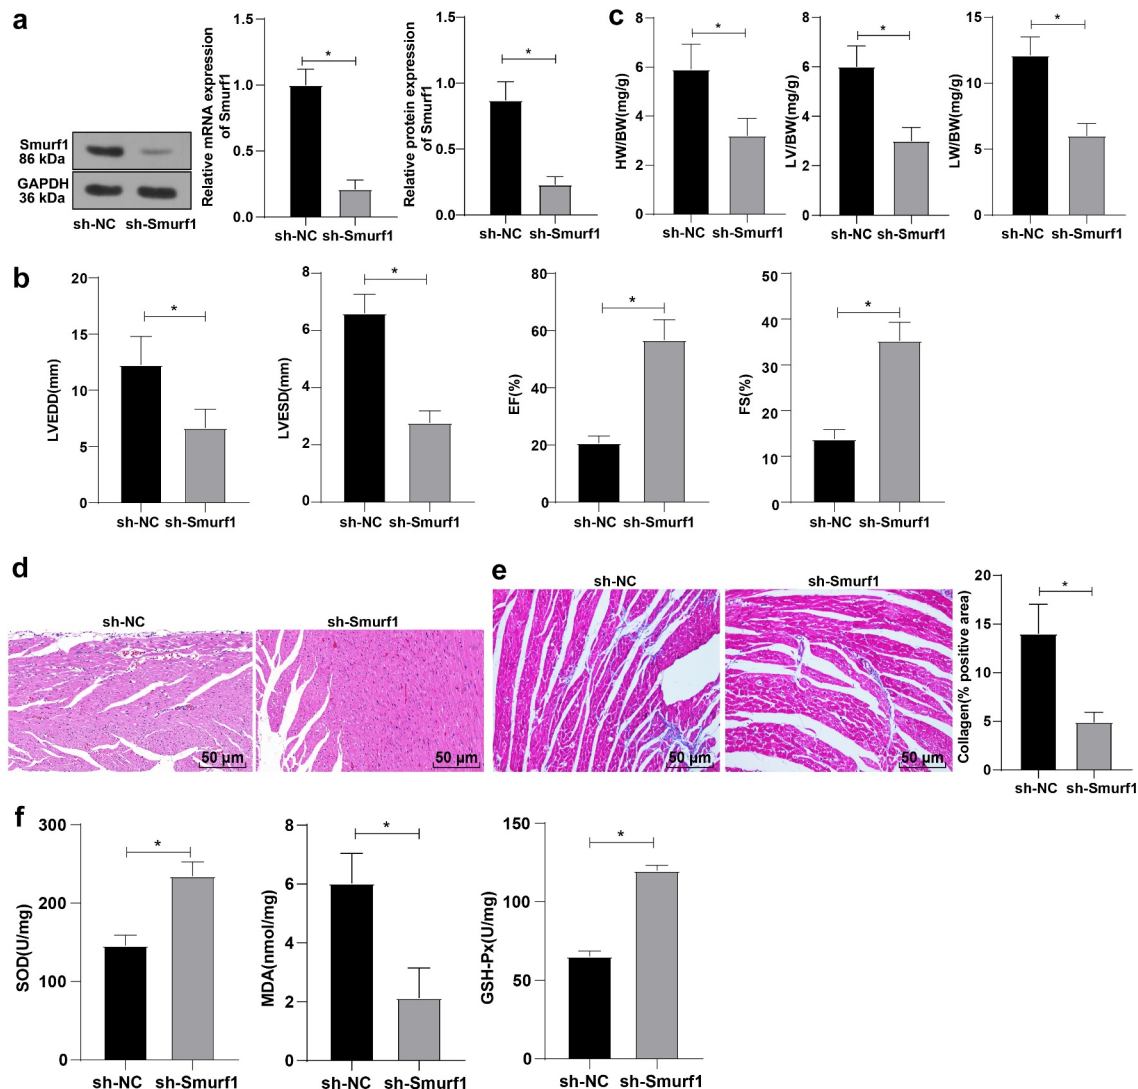 a
Smurf1
86 kDa
GAPDH
36 kDa
sh-NC sh-Smurf1
Relative mRNA expression
of Smurf1
1.5
1.0
0.5
0.0
sh-NC sh-Smurf1
*
Relative protein expression
of Smurf1
1.5
1.0
0.5
0.0
sh-NC sh-Smurf1
*
c
HW/BW(mg/g)
8
6
4
2
0
sh-NC sh-Smurf1
*
LV/BW(mg/g)
8
6
4
2
0
sh-NC sh-Smurf1
*
LW/BW(mg/g)
15
10
5
0
sh-NC sh-Smurf1
*
b
LVEDD(mm)
20
15
10
5
0
sh-NC sh-Smurf1
*
LVESD(mm)
8
6
4
2
0
sh-NC sh-Smurf1
*
EF(%)
80
60
40
20
0
sh-NC sh-Smurf1
*
FS(%)
50
40
30
20
10
0
sh-NC sh-Smurf1
*
d
sh-NC
50 μm
sh-Smurf1
50 μm
e
sh-NC
50 μm
sh-Smurf1
50 μm
Collagen(% positive area)
20
15
10
5
0
sh-NC sh-Smurf1
*
f
SOD(U/mg)
300
200
100
0
sh-NC sh-Smurf1
*
MDA(nmol/mg)
8
6
4
2
0
sh-NC sh-Smurf1
*
GSH-Px(U/mg)
150
100
50
0
sh-NC sh-Smurf1
*